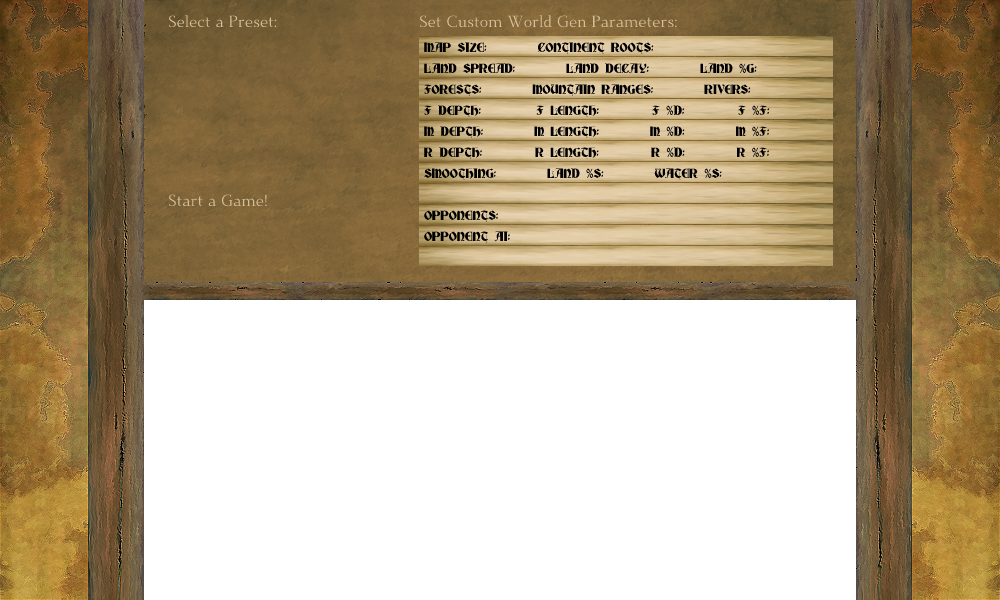 Select a Preset:
Set Custom World Gen Parameters:
MAP SIZE: CONTINENT ROOTS:
LAND SPREAD: LAND DECAY: LAND %G:
FORESTS: MOUNTAIN RANGES: RIVERS:
F DEPTH: F LENGTH: F %D: F %F:
M DEPTH: M LENGTH: M %D: M %F:
R DEPTH: R LENGTH: R %D: R %F:
SMOOTHING: LAND %S: WATER %S:
Start a Game!
OPPONENTS:
OPPONENT AI: